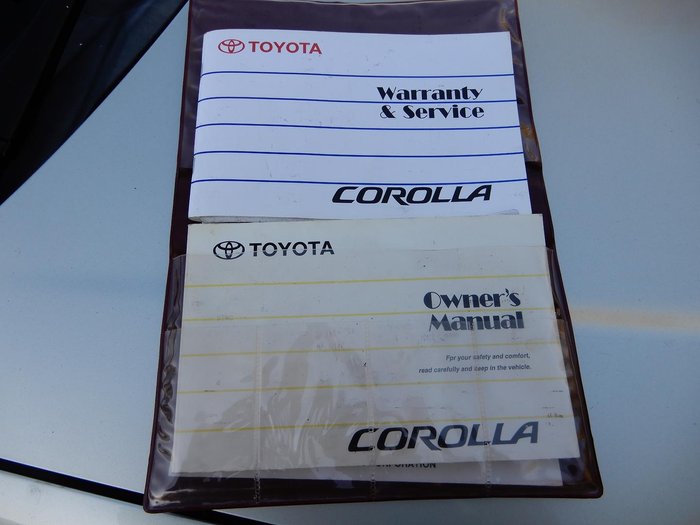 TOYOTA
Warranty
& Service
COROLLA
TOYOTA
Owner's
Manual
For your safety and comfort,
read carefully and keep in the vehicle.
COROLLA